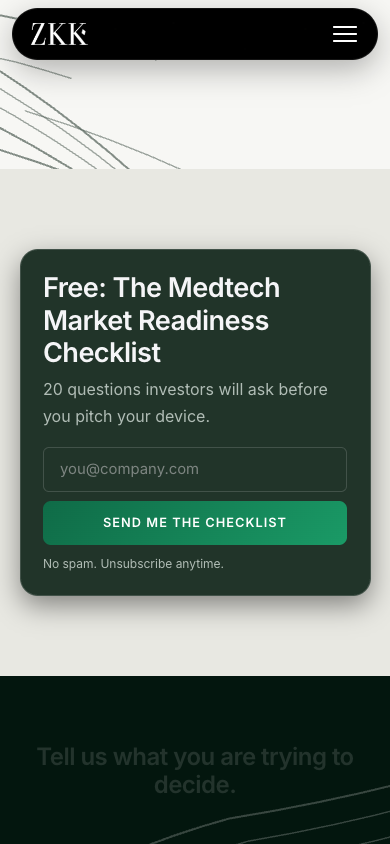 ZKK
Free: The Medtech
Market Readiness
Checklist
20 questions investors will ask before
you pitch your device.
you@company.com
SEND ME THE CHECKLIST
No spam. Unsubscribe anytime.
Tell us what you are trying to
decide.